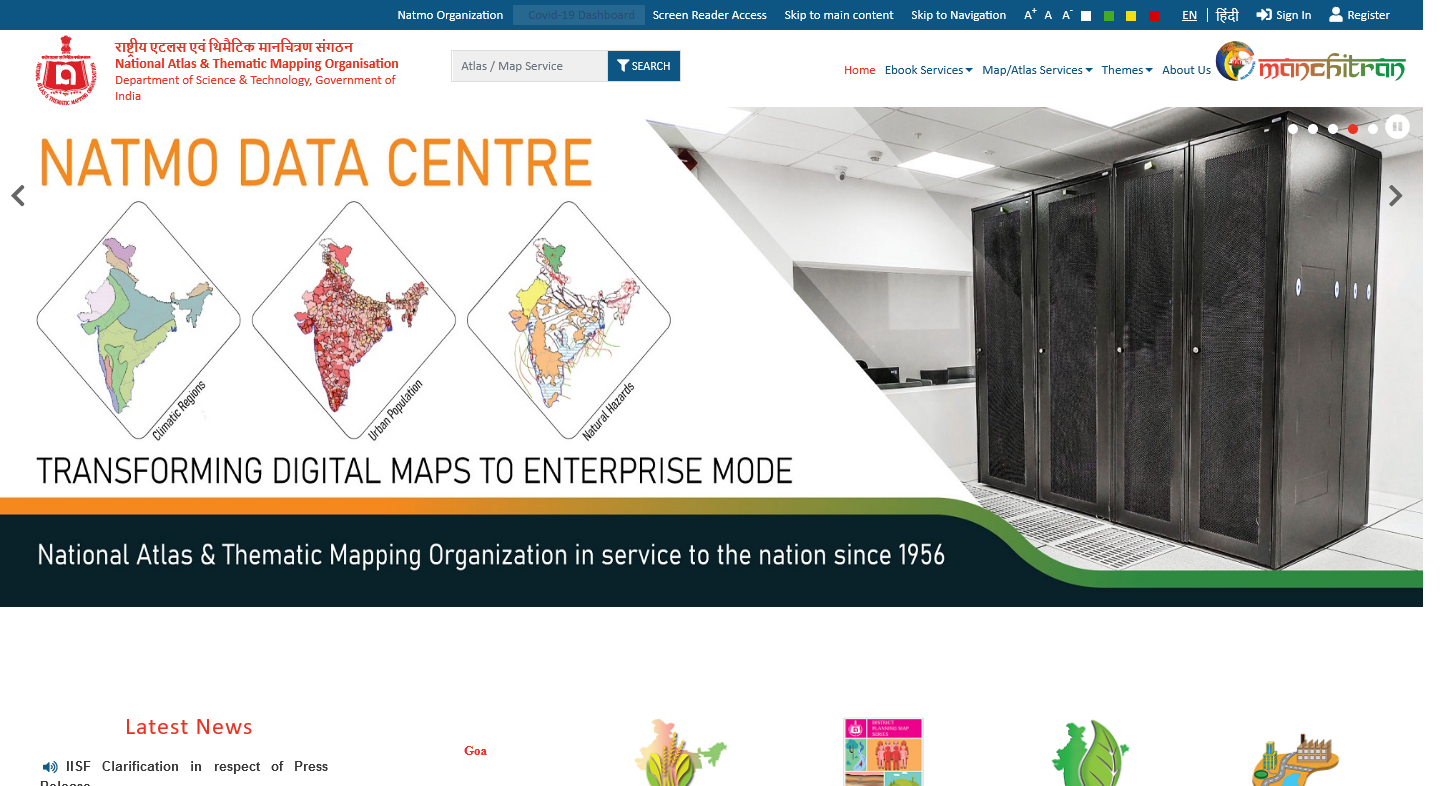 Natmo Organization Covid-19 Dashboard Screen Reader Access Skip to main content Skip to Navigation A+ A A- EN हिंदी Sign In Register
राष्ट्रीय एटलस एवं थिमैटिक मानचित्रण संगठन
National Atlas & Thematic Mapping Organisation
Department of Science & Technology, Government of
India
Atlas / Map Service SEARCH
Home Ebook Services Map/Atlas Services Themes About Us manchitran
NATMO DATA CENTRE
Climatic Regions Urban Population Natural Hazards
TRANSFORMING DIGITAL MAPS TO ENTERPRISE MODE
National Atlas & Thematic Mapping Organization in service to the nation since 1956
Latest News
IISF Clarification in respect of Press
Release
Goa
DISTRICT
PLANNING MAP
SERIES